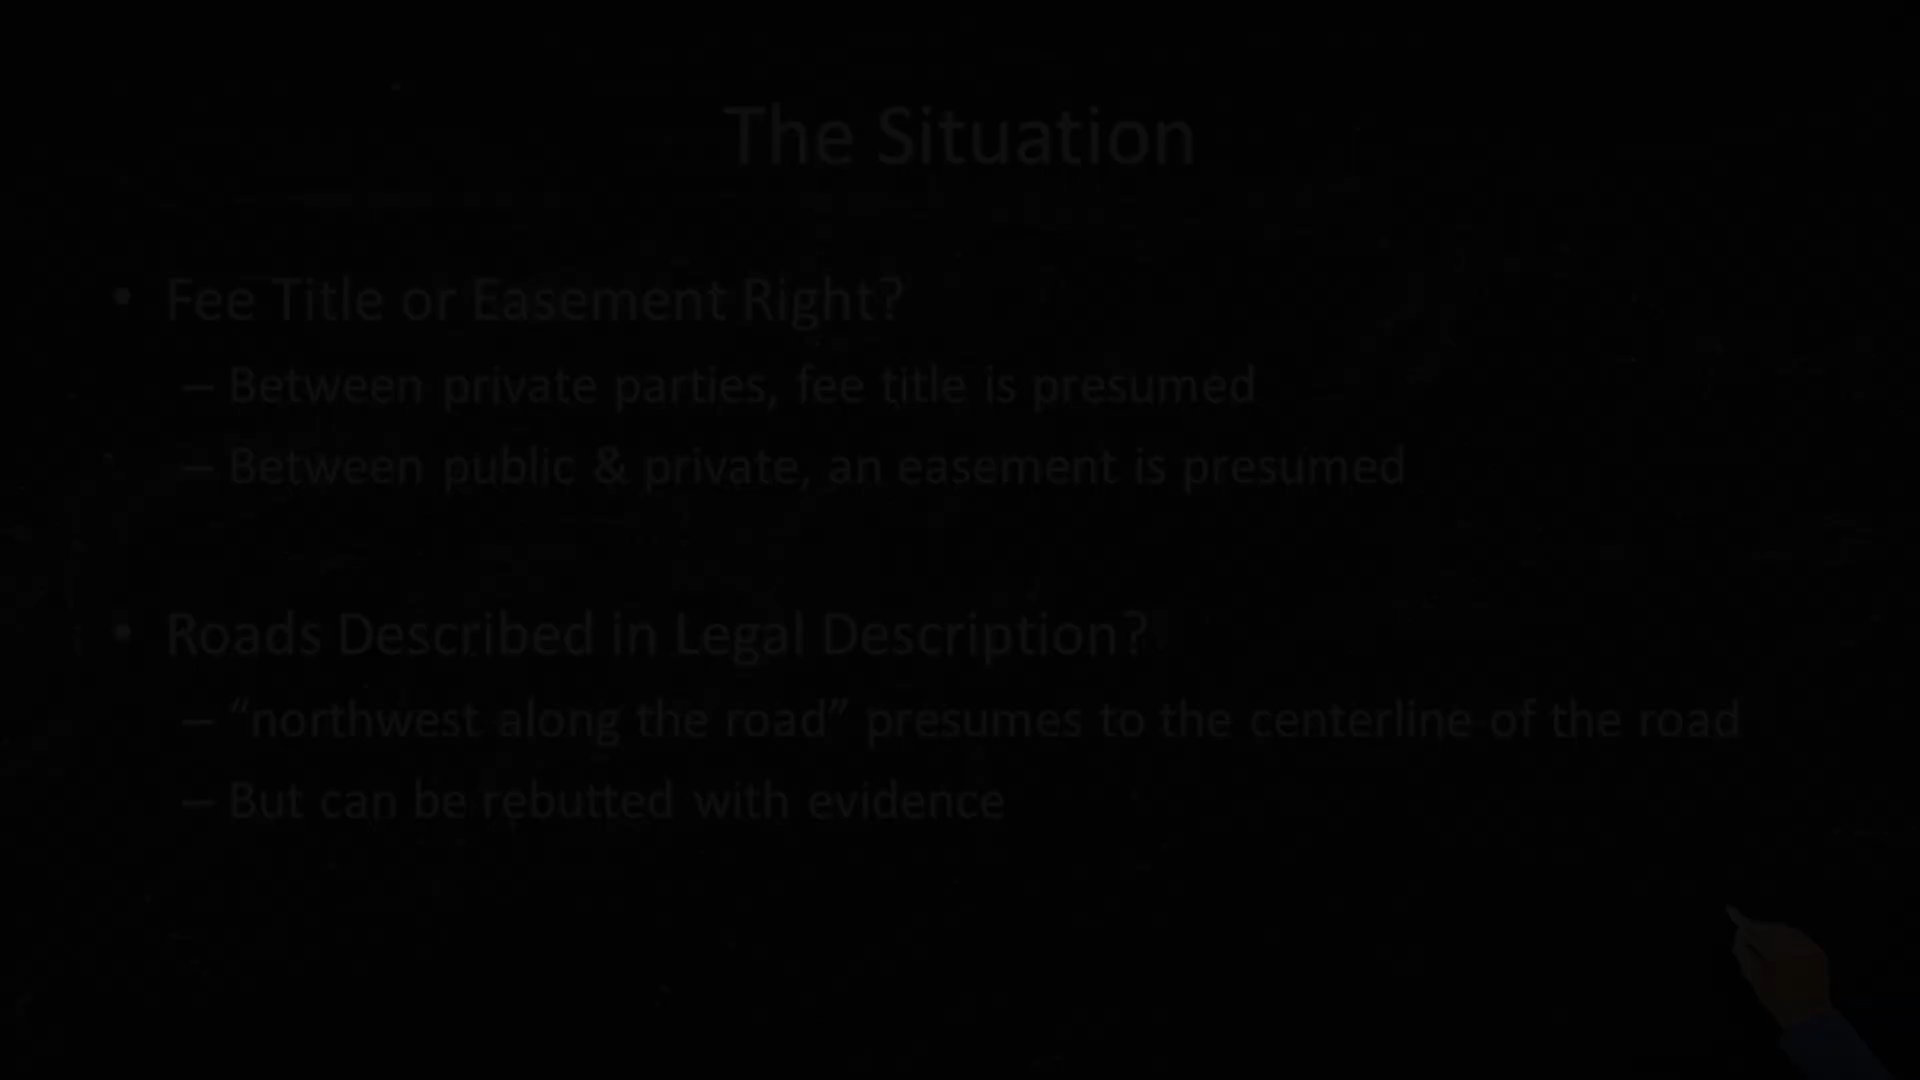 The Situation
• Fee Title or Easement Right?
– Between private parties, fee title is presumed
– Between public & private, an easement is presumed
• Roads Described in Legal Description?
– “northwest along the road” presumes to the centerline of the road
– But can be rebutted with evidence